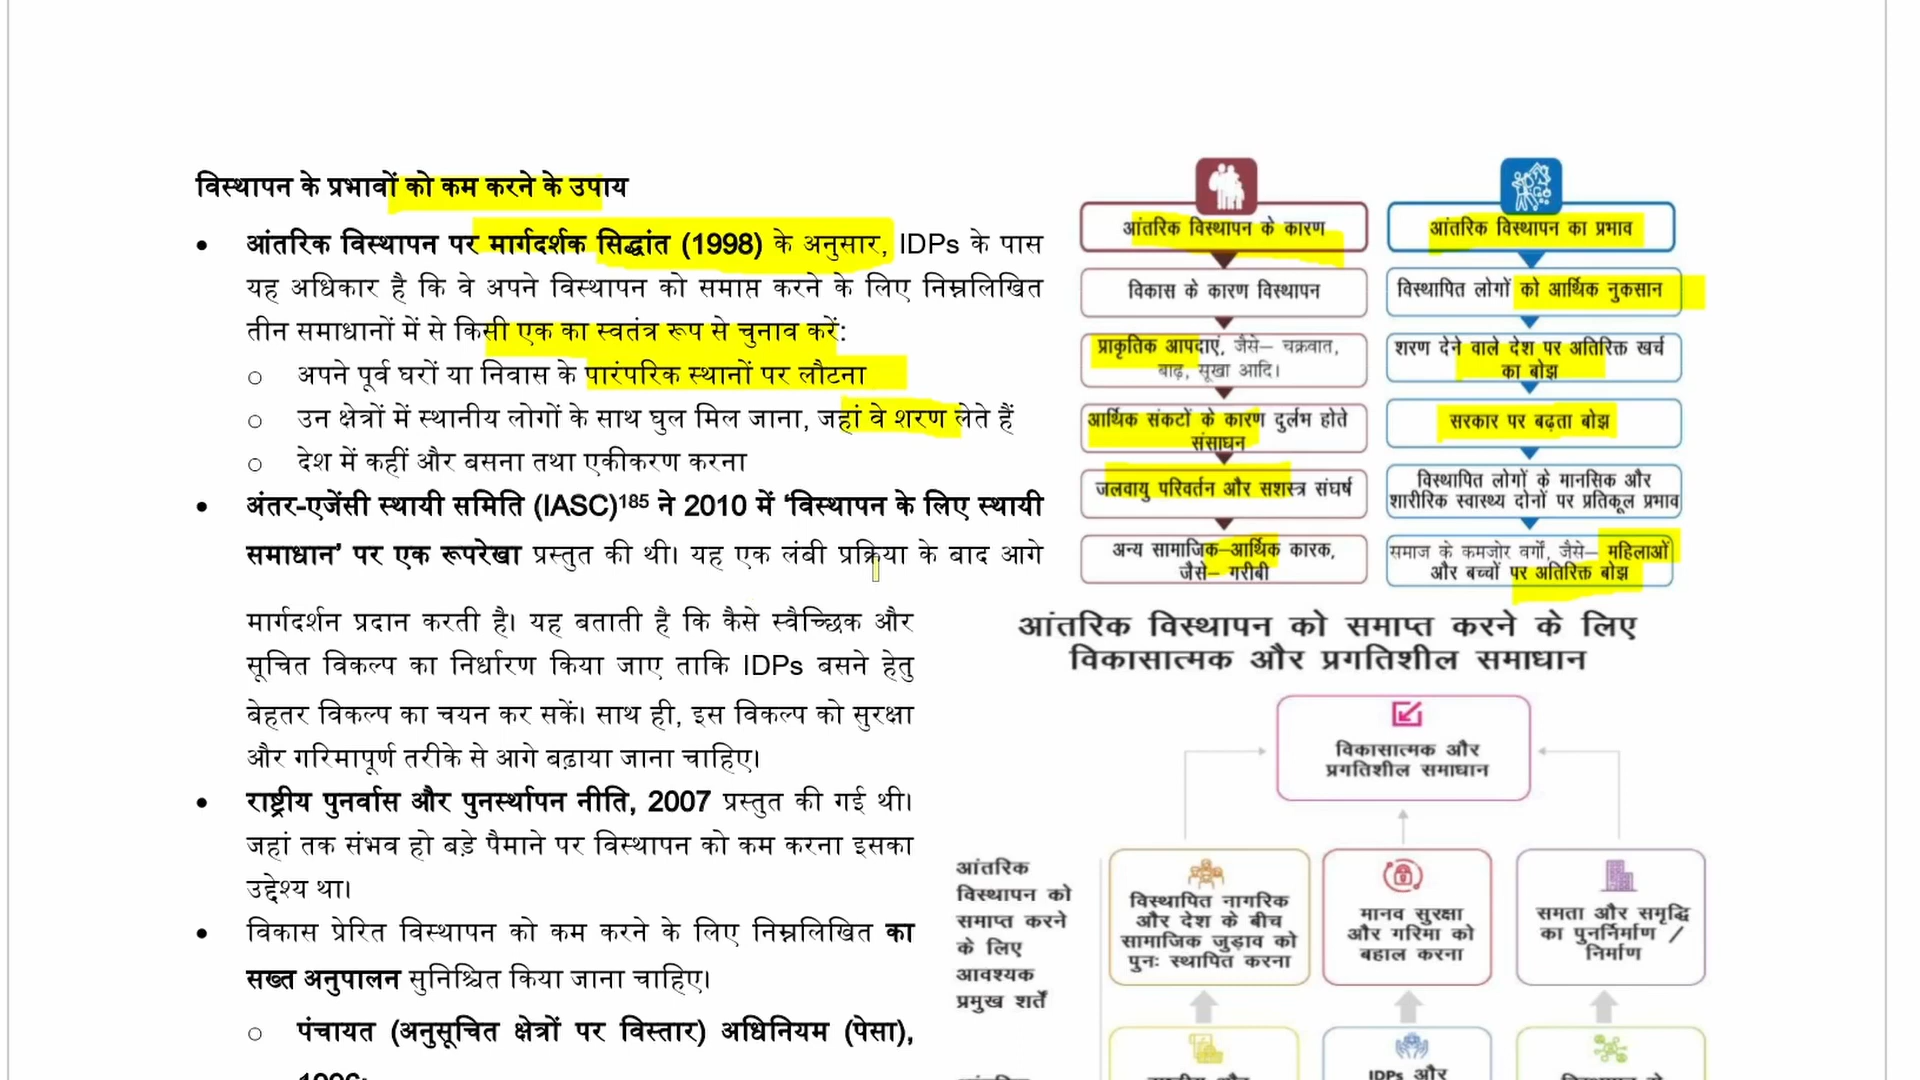 विस्थापन के प्रभावों को कम करने के उपाय
• आंतरिक विस्थापन पर मार्गदर्शक सिद्धांत (1998) के अनुसार, IDPs के पास
यह अधिकार है कि वे अपने विस्थापन को समाप्त करने के लिए निम्नलिखित
तीन समाधानों में से किसी एक का स्वतंत्र रूप से चुनाव करें:
o अपने पूर्व घरों या निवास के पारंपरिक स्थानों पर लौटना
o उन क्षेत्रों में स्थानीय लोगों के साथ घुल मिल जाना, जहां वे शरण लेते हैं
o देश में कहीं और बसना तथा एकीकरण करना
• अंतर-एजेंसी स्थायी समिति (IASC)185 ने 2010 में ‘विस्थापन के लिए स्थायी
समाधान’ पर एक रूपरेखा प्रस्तुत की थी। यह एक लंबी प्रक्रिया के बाद आगे
मार्गदर्शन प्रदान करती है। यह बताती है कि कैसे स्वैच्छिक और
सूचित विकल्प का निर्धारण किया जाए ताकि IDPs बसने हेतु
बेहतर विकल्प का चयन कर सकें। साथ ही, इस विकल्प को सुरक्षा
और गरिमापूर्ण तरीके से आगे बढ़ाया जाना चाहिए।
• राष्ट्रीय पुनर्वास और पुनर्स्थापन नीति, 2007 प्रस्तुत की गई थी।
जहां तक संभव हो बड़े पैमाने पर विस्थापन को कम करना इसका
उद्देश्य था।
• विकास प्रेरित विस्थापन को कम करने के लिए निम्नलिखित का
सख्त अनुपालन सुनिश्चित किया जाना चाहिए।
o पंचायत (अनुसूचित क्षेत्रों पर विस्तार) अधिनियम (पेसा),
1996:
आंतरिक विस्थापन के कारण
विकास के कारण विस्थापन
प्राकृतिक आपदाएं, जैसे– चक्रवात,
बाढ़, सूखा आदि।
आर्थिक संकटों के कारण दुर्लभ होते
संसाधन
जलवायु परिवर्तन और सशस्त्र संघर्ष
अन्य सामाजिक–आर्थिक कारक,
जैसे– गरीबी
आंतरिक विस्थापन का प्रभाव
विस्थापित लोगों को आर्थिक नुकसान
शरण देने वाले देश पर अतिरिक्त खर्च
का बोझ
सरकार पर बढ़ता बोझ
विस्थापित लोगों के मानसिक और
शारीरिक स्वास्थ्य दोनों पर प्रतिकूल प्रभाव
समाज के कमजोर वर्गों, जैसे– महिलाओं
और बच्चों पर अतिरिक्त बोझ
आंतरिक विस्थापन को समाप्त करने के लिए
विकासात्मक और प्रगतिशील समाधान
विकासात्मक और
प्रगतिशील समाधान
आंतरिक
विस्थापन को
समाप्त करने
के लिए
आवश्यक
प्रमुख शर्तें
विस्थापित नागरिक
और देश के बीच
सामाजिक जुड़ाव को
पुनः स्थापित करना
मानव सुरक्षा
और गरिमा को
बहाल करना
समता और समृद्धि
का पुनर्निर्माण /
निर्माण
IDPs और